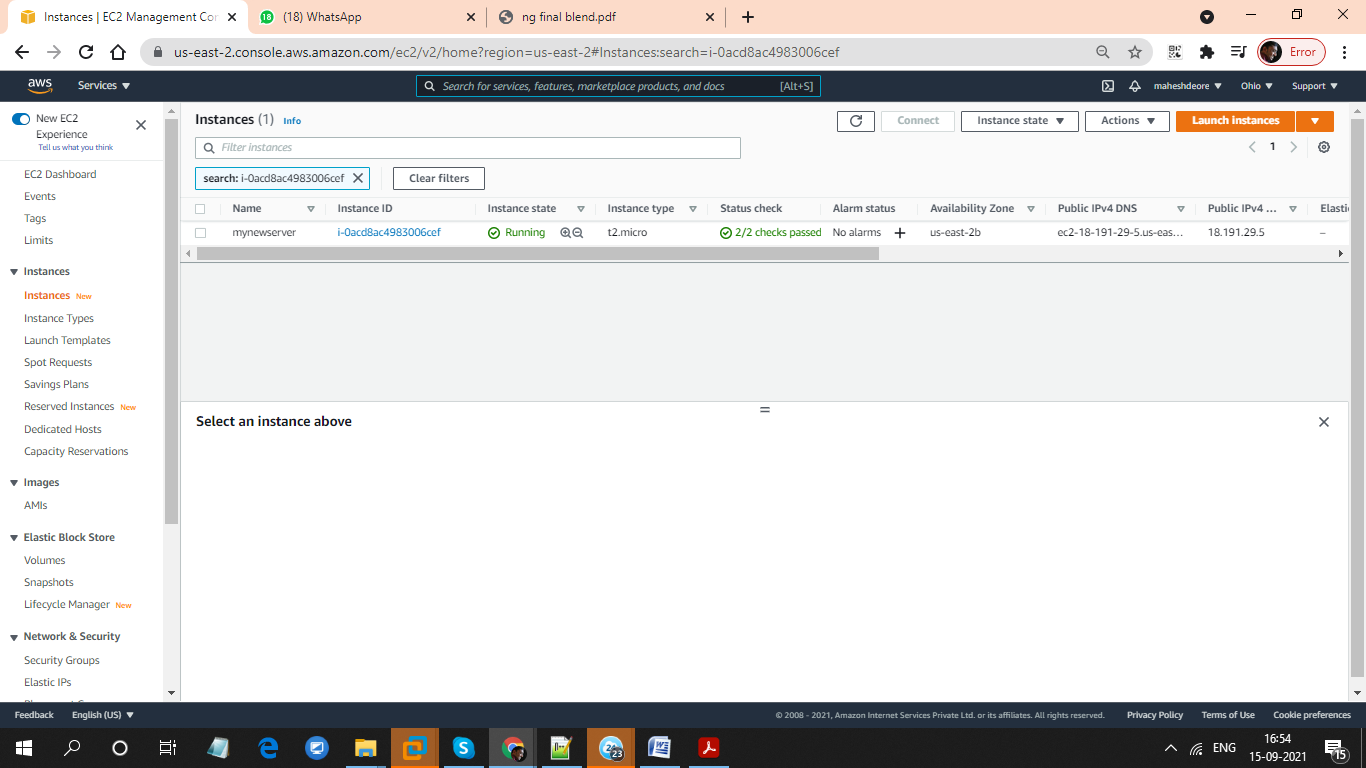 Instances | EC2 Management Con
(18) WhatsApp
ng final blend.pdf
us-east-2.console.aws.amazon.com/ec2/v2/home?region=us-east-2#Instances:search=i-0acd8ac4983006cef
Error
aws
Services
Search for services, features, marketplace products, and docs
[Alt+S]
maheshdeore
Ohio
Support
New EC2
Experience
Tell us what you think
EC2 Dashboard
Events
Tags
Limits
Instances
Instances New
Instance Types
Launch Templates
Spot Requests
Savings Plans
Reserved Instances New
Dedicated Hosts
Capacity Reservations
Images
AMIs
Elastic Block Store
Volumes
Snapshots
Lifecycle Manager New
Network & Security
Security Groups
Elastic IPs
Instances (1) Info
Connect
Instance state
Actions
Launch instances
Filter instances
1
search: i-0acd8ac4983006cef
Clear filters
Name Instance ID Instance state Instance type Status check Alarm status Availability Zone Public IPv4 DNS Public IPv4 ... Elasti
mynewserver i-0acd8ac4983006cef Running t2.micro 2/2 checks passed No alarms + us-east-2b ec2-18-191-29-5.us-eas... 18.191.29.5 –
Select an instance above
Feedback English (US) © 2008 - 2021, Amazon Internet Services Private Ltd. or its affiliates. All rights reserved. Privacy Policy Terms of Use Cookie preferences
ENG
16:54
15-09-2021
15